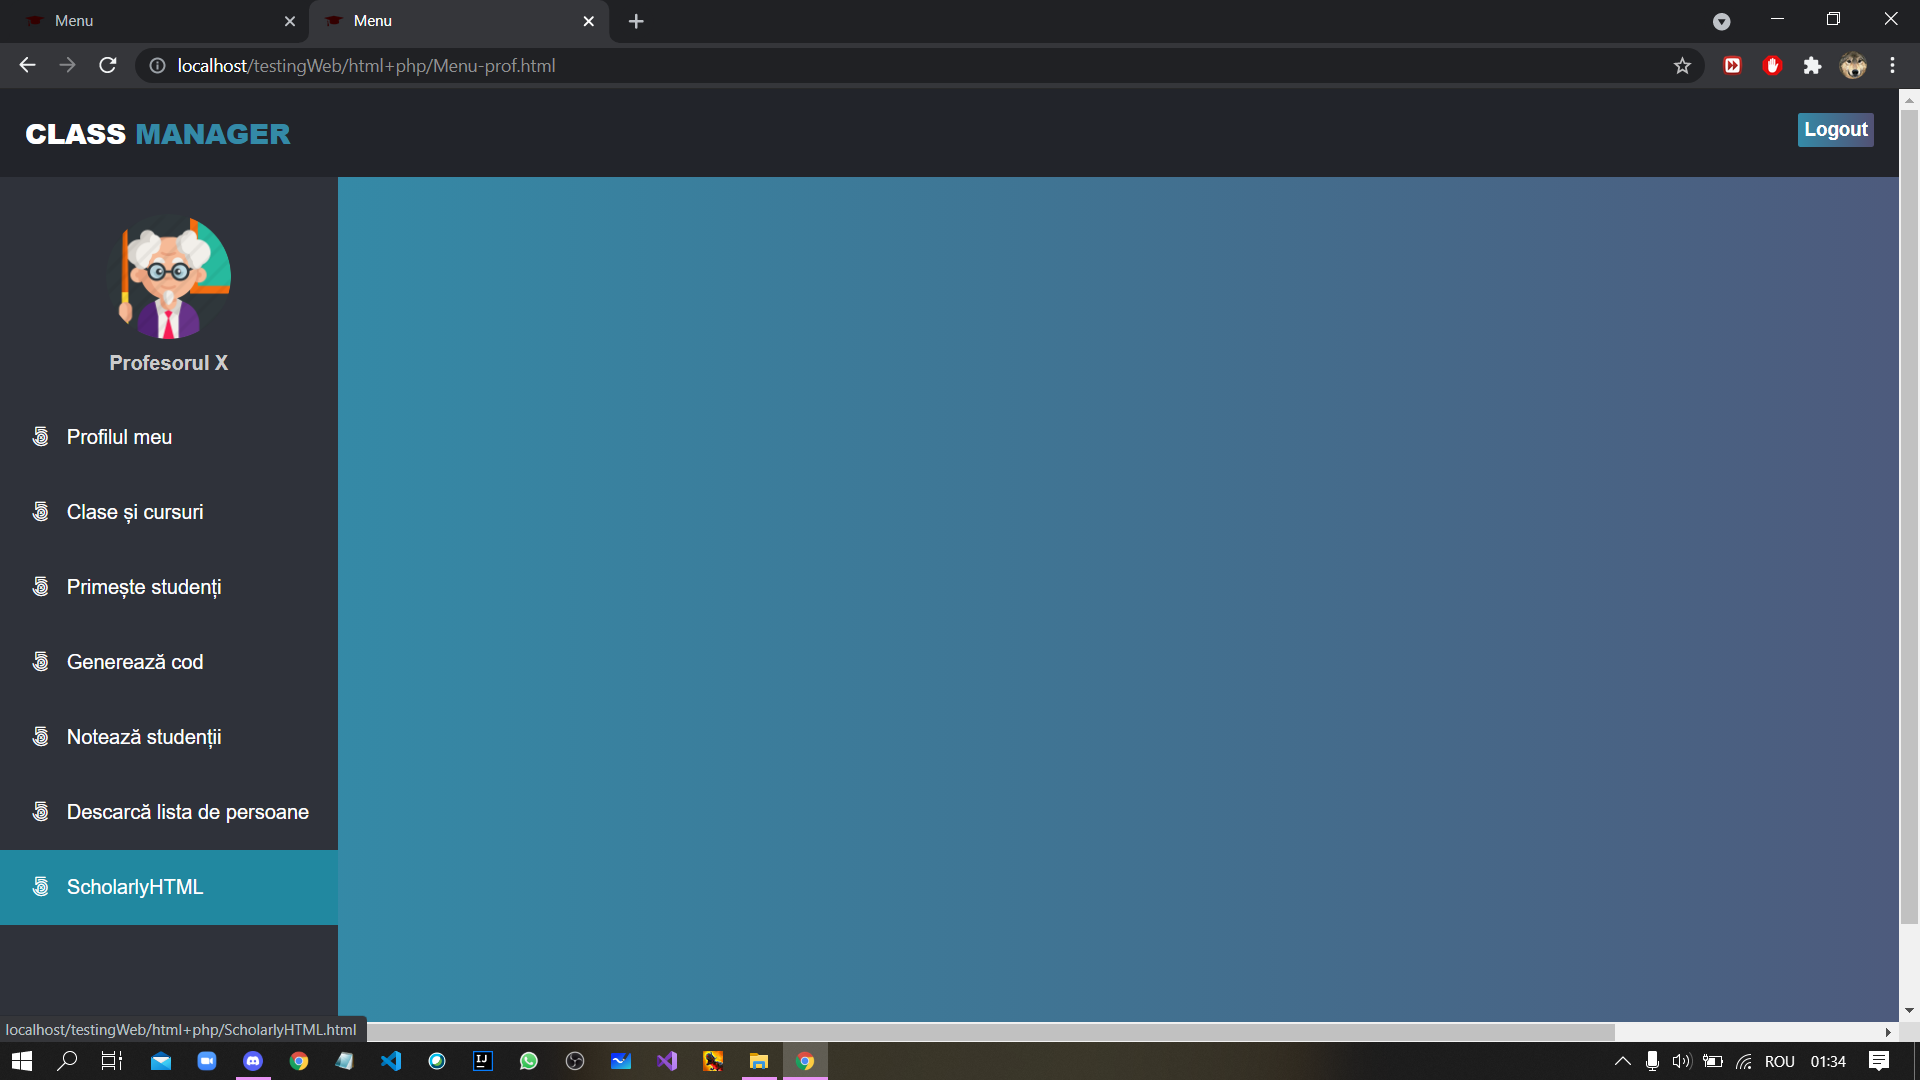 Menu
Menu
localhost/testingWeb/html+php/Menu-prof.html
CLASS MANAGER
Logout
Profesorul X
Profilul meu
Clase și cursuri
Primește studenți
Generează cod
Notează studenții
Descarcă lista de persoane
ScholarlyHTML
localhost/testingWeb/html+php/ScholarlyHTML.html
ROU
01:34